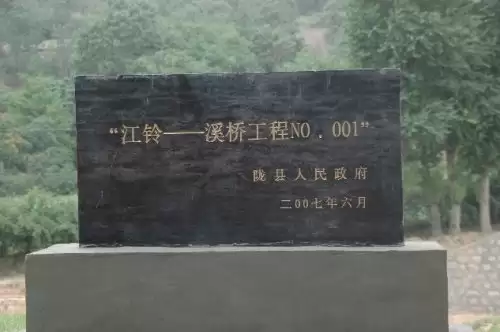 “江铃——溪桥工程NO．001”
陇县人民政府
二00七年六月